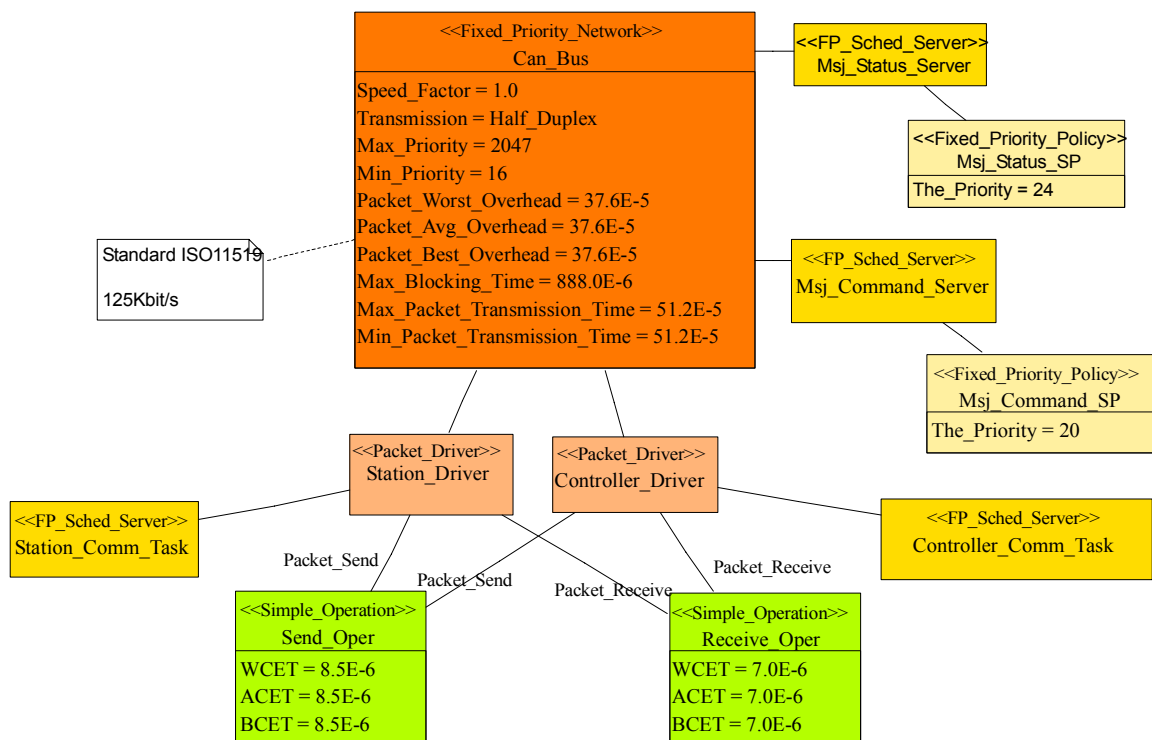 <<Fixed_Priority_Network>>
Can_Bus
Speed_Factor = 1.0
Transmission = Half_Duplex
Max_Priority = 2047
Min_Priority = 16
Packet_Worst_Overhead = 37.6E-5
Packet_Avg_Overhead = 37.6E-5
Packet_Best_Overhead = 37.6E-5
Max_Blocking_Time = 888.0E-6
Max_Packet_Transmission_Time = 51.2E-5
Min_Packet_Transmission_Time = 51.2E-5
<<FP_Sched_Server>>
Msj_Status_Server
<<Fixed_Priority_Policy>>
Msj_Status_SP
The_Priority = 24
Standard ISO11519
125Kbit/s
<<FP_Sched_Server>>
Msj_Command_Server
<<Fixed_Priority_Policy>>
Msj_Command_SP
The_Priority = 20
<<Packet_Driver>>
Station_Driver
<<Packet_Driver>>
Controller_Driver
<<FP_Sched_Server>>
Station_Comm_Task
<<FP_Sched_Server>>
Controller_Comm_Task
Packet_Send
Packet_Send
Packet_Receive
Packet_Receive
<<Simple_Operation>>
Send_Oper
WCET = 8.5E-6
ACET = 8.5E-6
BCET = 8.5E-6
<<Simple_Operation>>
Receive_Oper
WCET = 7.0E-6
ACET = 7.0E-6
BCET = 7.0E-6